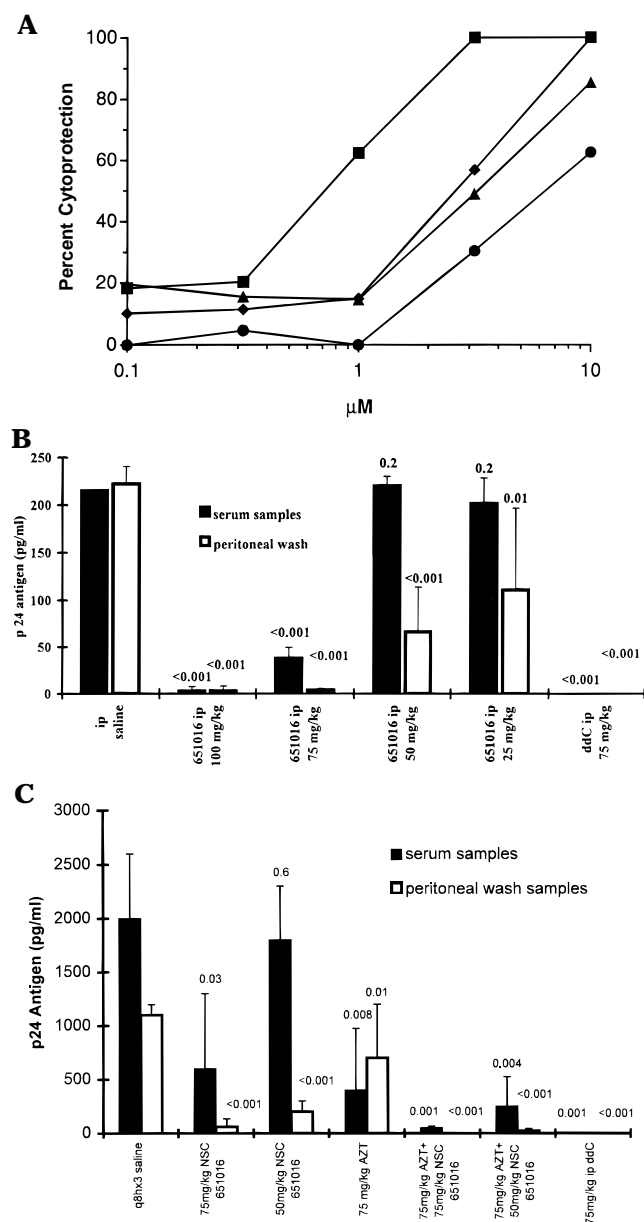 A
100
80
60
40
20
0
Percent Cytoprotection
0.1
1
10
µM
B
250
200
150
100
50
0
p 24 antigen (pg/ml)
serum samples
peritoneal wash
<0.001
<0.001
<0.001
<0.001
0.2
<0.001
0.2
0.01
<0.001
<0.001
ip
saline
651016 ip
100 mg/kg
651016 ip
75 mg/kg
651016 ip
50 mg/kg
651016 ip
25 mg/kg
ddC ip
75 mg/kg
C
3000
2500
2000
1500
1000
500
0
p24 Antigen (pg/ml)
serum samples
peritoneal wash samples
0.03
<0.001
0.6
<0.001
0.008
0.01
0.001
<0.001
0.004
<0.001
0.001
<0.001
q8hx3 saline
75mg/kg NSC
651016
50mg/kg NSC
651016
75 mg/kg AZT
75mg/kg AZT+
75mg/kg NSC
651016
75mg/kg AZT+
50mg/kg NSC
651016
75mg/kg ip ddC